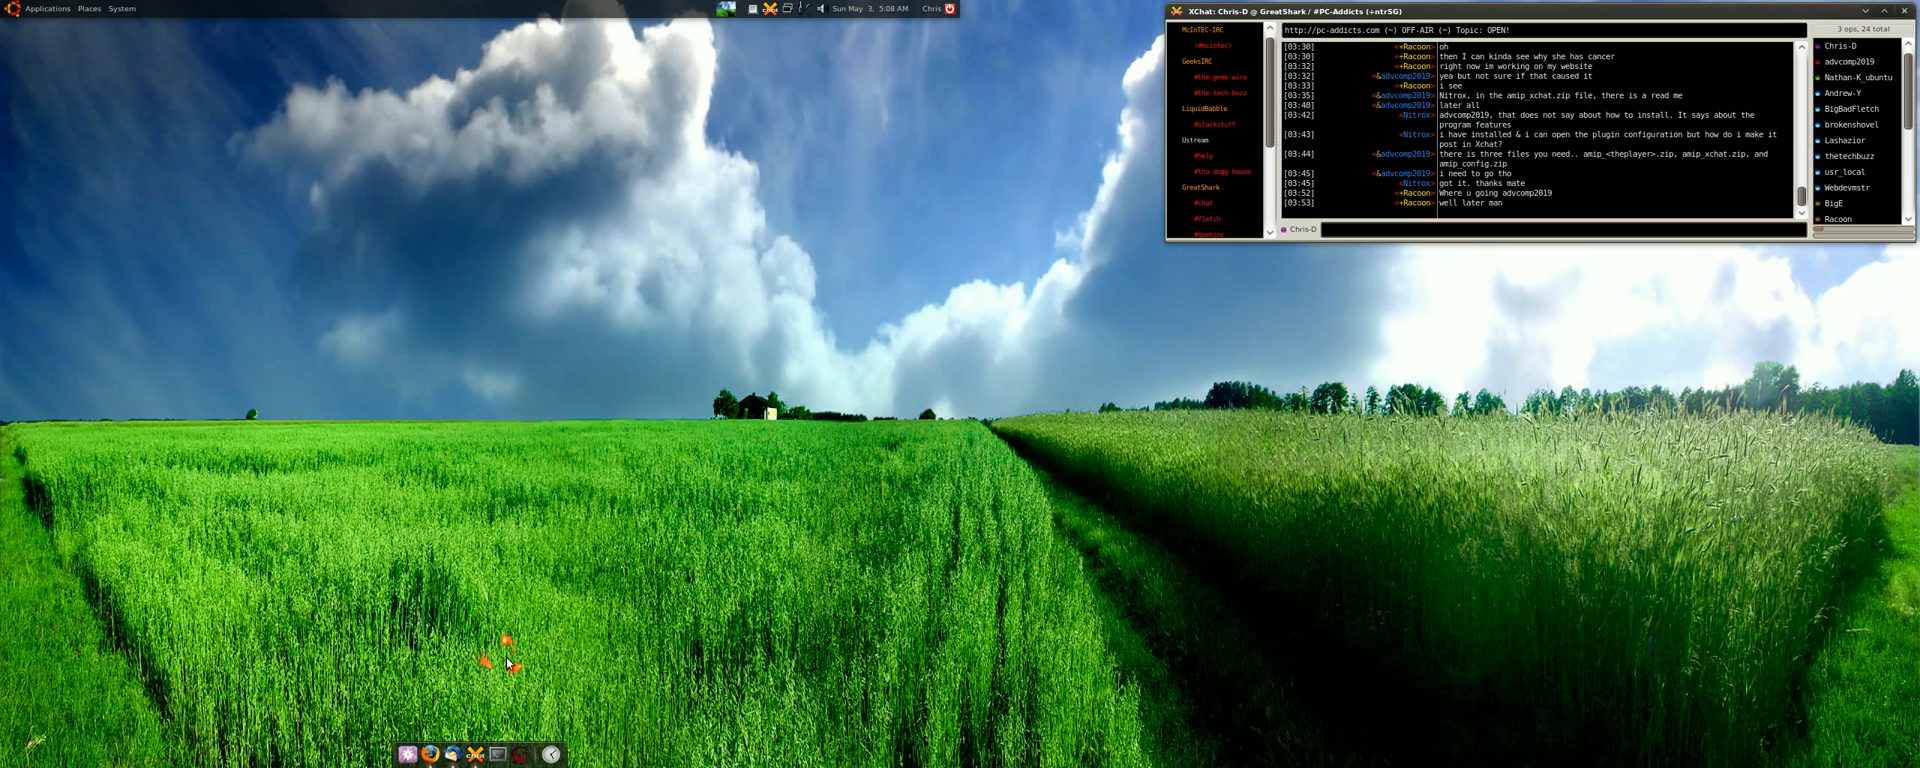 Applications Places System
Sun May 3, 5:08 AM Chris
XChat: Chris-D @ GreatShark / #PC-Addicts (+ntrSG)
McInTEC-IRC
(#mcintec)
GeeksIRC
#the-geek-wire
#the-tech-buzz
LiquidBabble
#slackstuff
Ustream
#help
#tha-dogg-house
GreatShark
#chat
#fletch
#geekinc
http://pc-addicts.com (~) OFF-AIR (~) Topic: OPEN!
[03:30] <+Racoon> oh
[03:30] <+Racoon> then I can kinda see why she has cancer
[03:32] <+Racoon> right now im working on my website
[03:32] <&advcomp2019> yea but not sure if that caused it
[03:33] <+Racoon> i see
[03:35] <&advcomp2019> Nitrox, in the amip_xchat.zip file, there is a read me
[03:40] <&advcomp2019> later all
[03:42] <Nitrox> advcomp2019, that does not say about how to install. It says about the
program features
[03:43] <Nitrox> i have installed & i can open the plugin configuration but how do i make it
post in Xchat?
[03:44] <&advcomp2019> there is three files you need.. amip_<theplayer>.zip, amip_xchat.zip, and
amip_config.zip
[03:45] <&advcomp2019> i need to go tho
[03:45] <Nitrox> got it. thanks mate
[03:52] <+Racoon> Where u going advcomp2019
[03:53] <+Racoon> well later man
Chris-D
3 ops, 24 total
Chris-D
advcomp2019
Nathan-K_ubuntu
Andrew-Y
BigBadFletch
brokenshovel
Lashazior
thetechbuzz
usr_local
Webdevmstr
BigE
Racoon